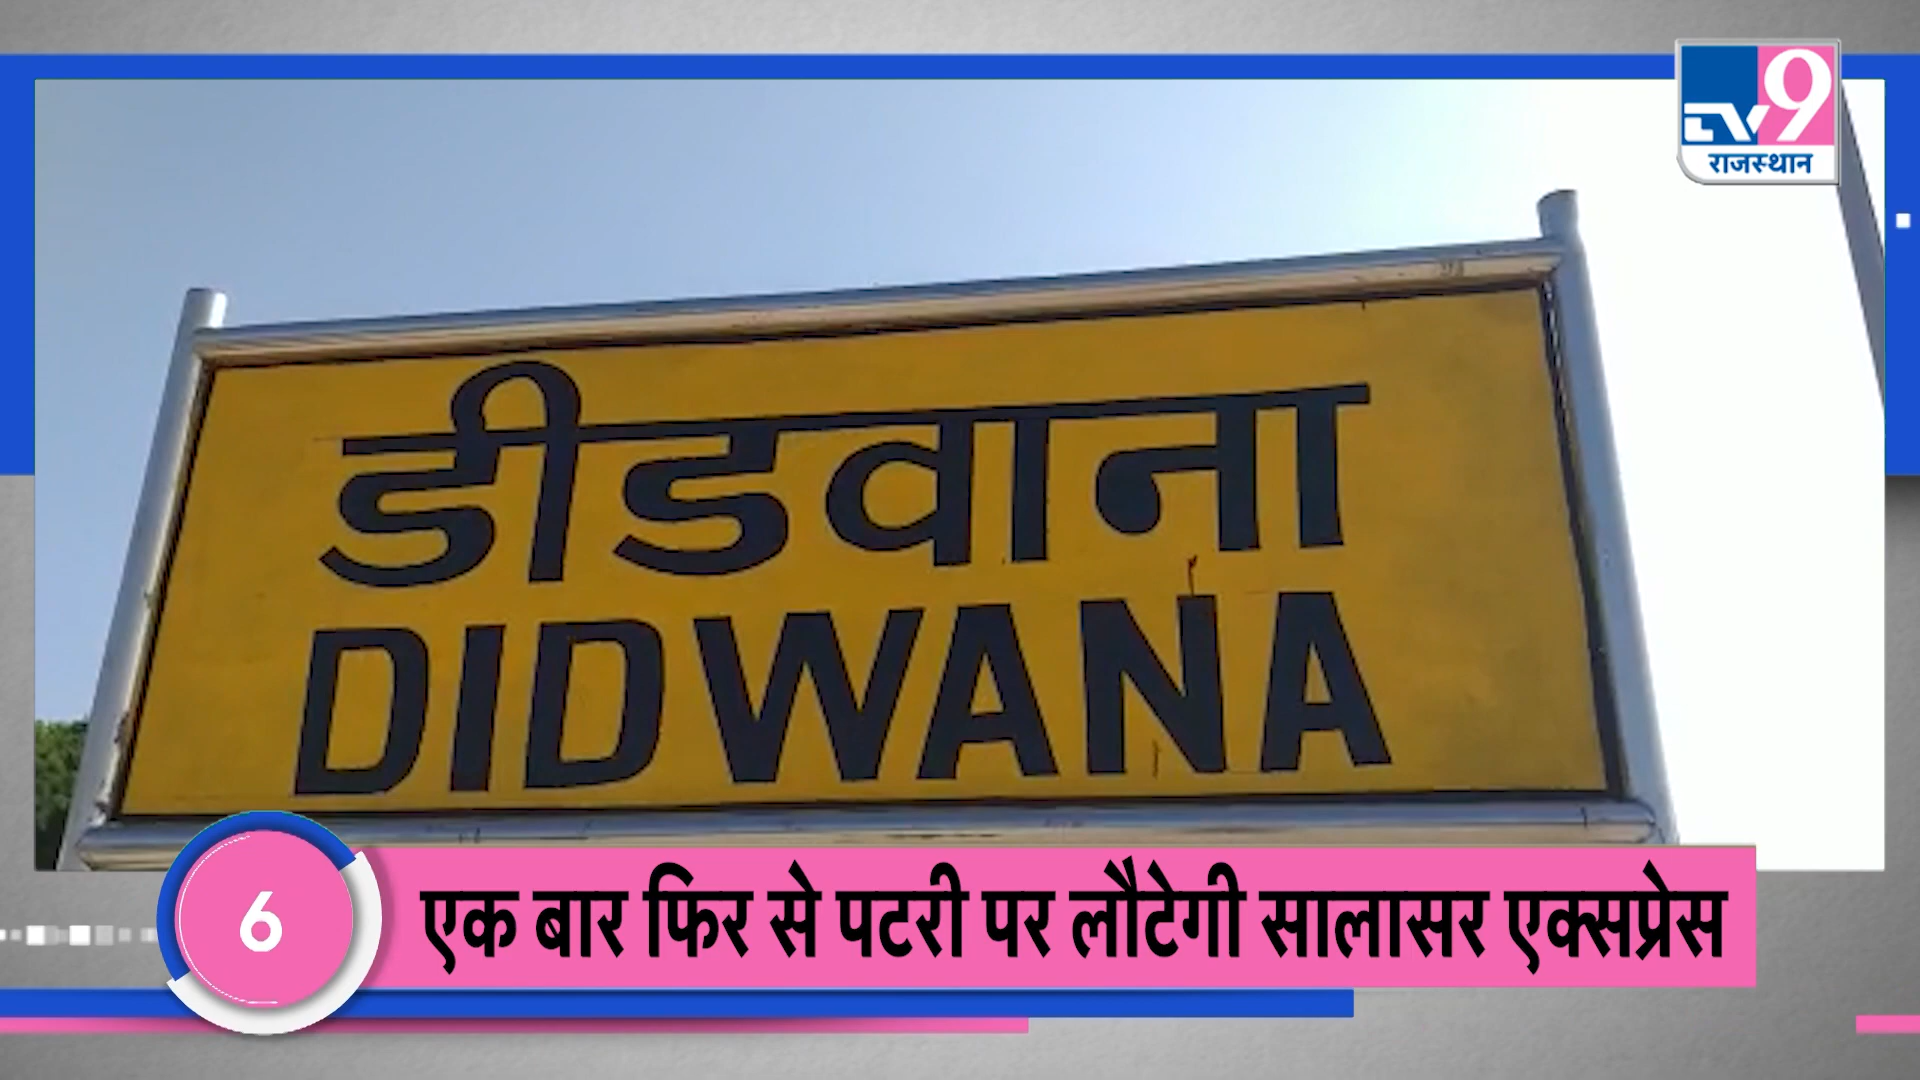 TV9
राजस्थान
डीडवाना
DIDWANA
6
एक बार फिर से पटरी पर लौटेगी सालासर एक्सप्रेस